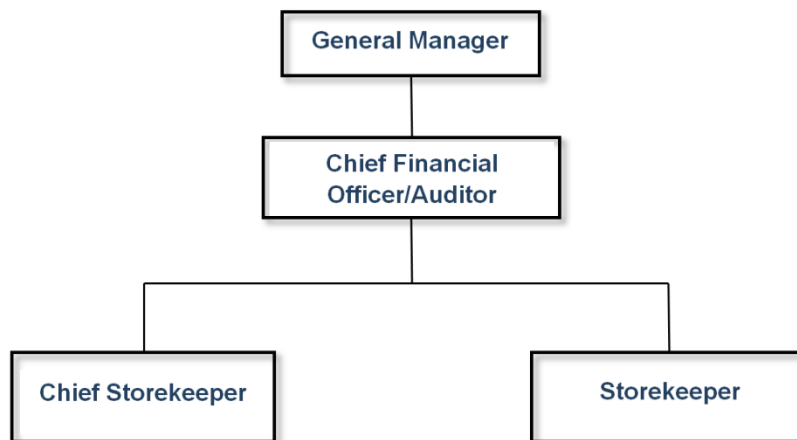 General Manager
Chief Financial
Officer/Auditor
Chief Storekeeper
Storekeeper